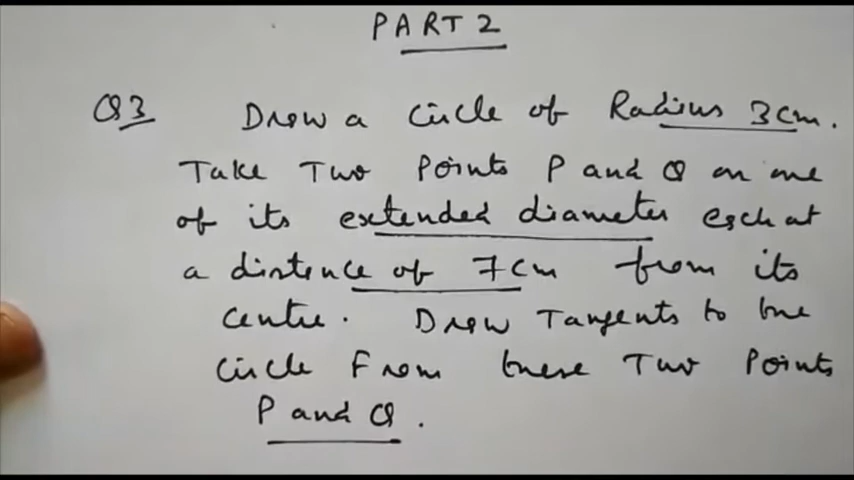 PART 2
Q3 Draw a circle of Radius 3cm.
Take Two Points P and Q on one
of its extended diameter each at
a distance of 7cm from its
centre. Draw Tangents to the
circle From these Two Points
P and Q.